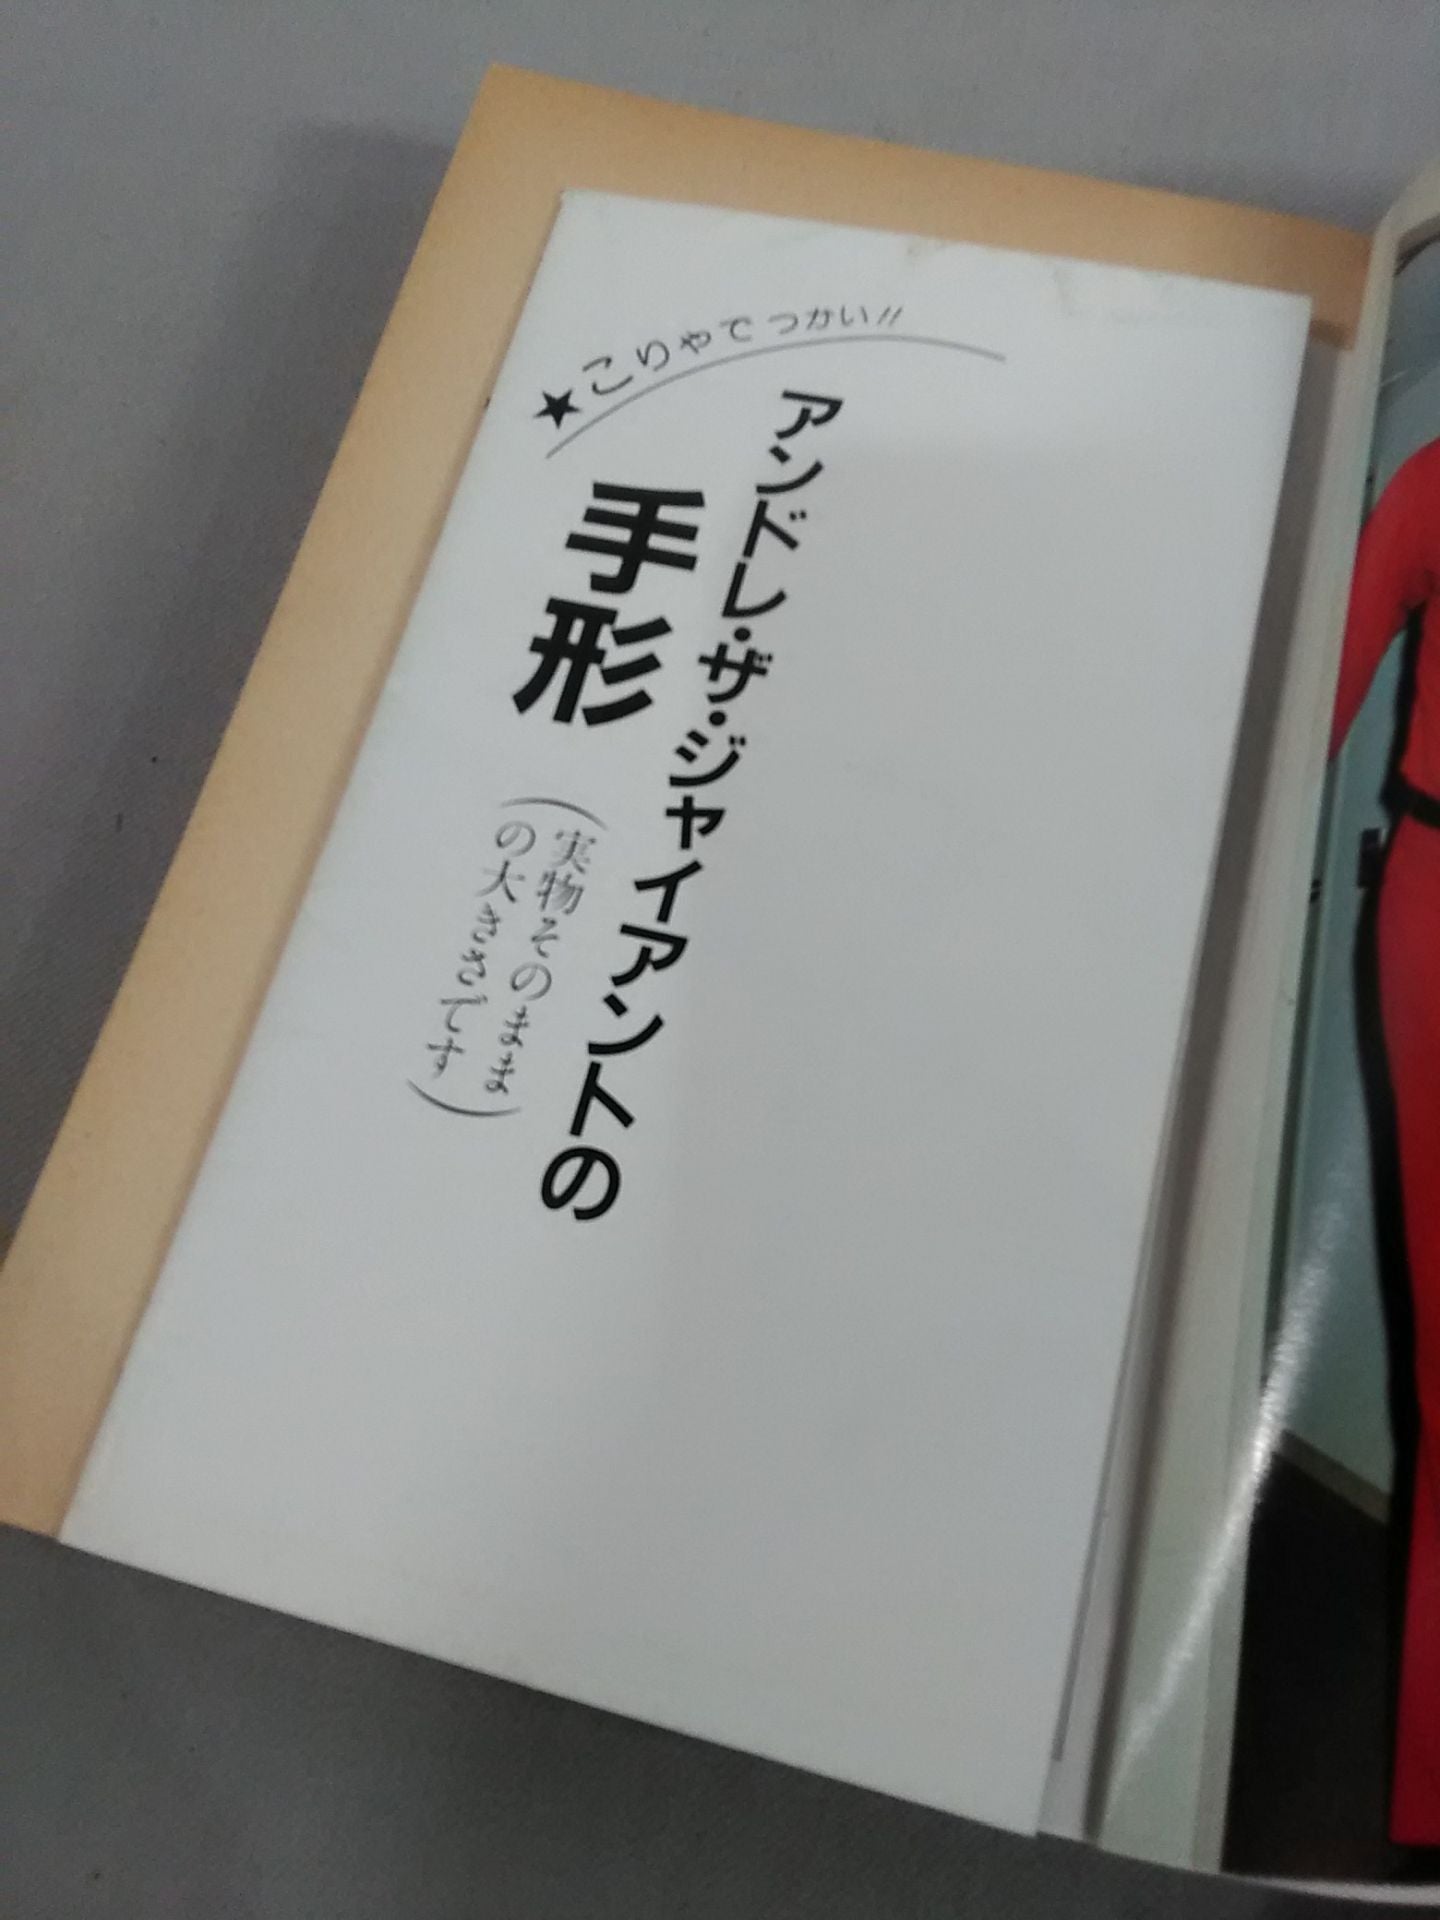 ★こりゃでっかい!!
アンドレ・ザ・ジャイアントの
手形
(実物そのまま
の大きさです)